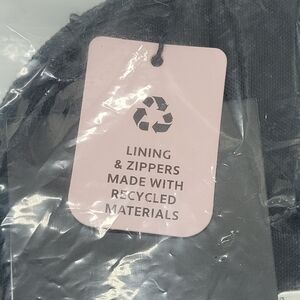 LINING
& ZIPPERS
MADE WITH
RECYCLED
MATERIALS